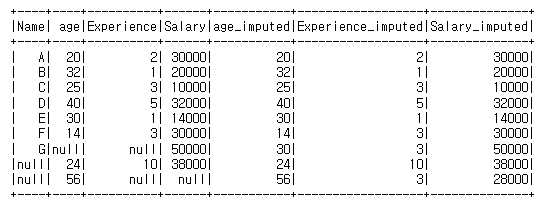 +----+----+----------+------+-----------+------------------+--------------+
|Name| age|Experience|Salary|age_imputed|Experience_imputed|Salary_imputed|
+----+----+----------+------+-----------+------------------+--------------+
|   A|  20|         2| 30000|         20|                 2|         30000|
|   B|  32|         1| 20000|         32|                 1|         20000|
|   C|  25|         3| 10000|         25|                 3|         10000|
|   D|  40|         5| 32000|         40|                 5|         32000|
|   E|  30|         1| 14000|         30|                 1|         14000|
|   F|  14|         3| 30000|         14|                 3|         30000|
|   G|null|      null| 50000|         30|                 3|         50000|
|null|  24|        10| 38000|         24|                10|         38000|
|null|  56|      null|  null|         56|                 3|         28000|
+----+----+----------+------+-----------+------------------+--------------+